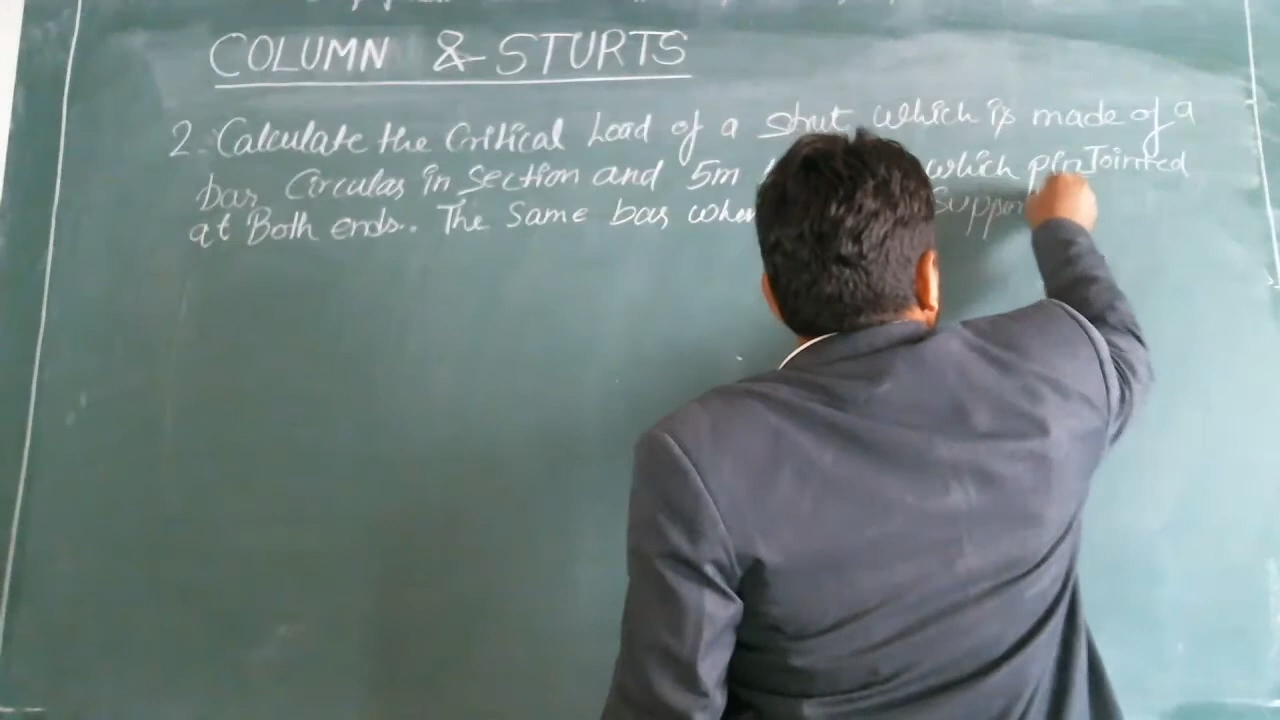 COLUMN & STURTS
2. Calculate the Critical Load of a strut which is made of a
bar Circular in section and 5m which pin Jointed
at Both ends. The Same bar when Suppor